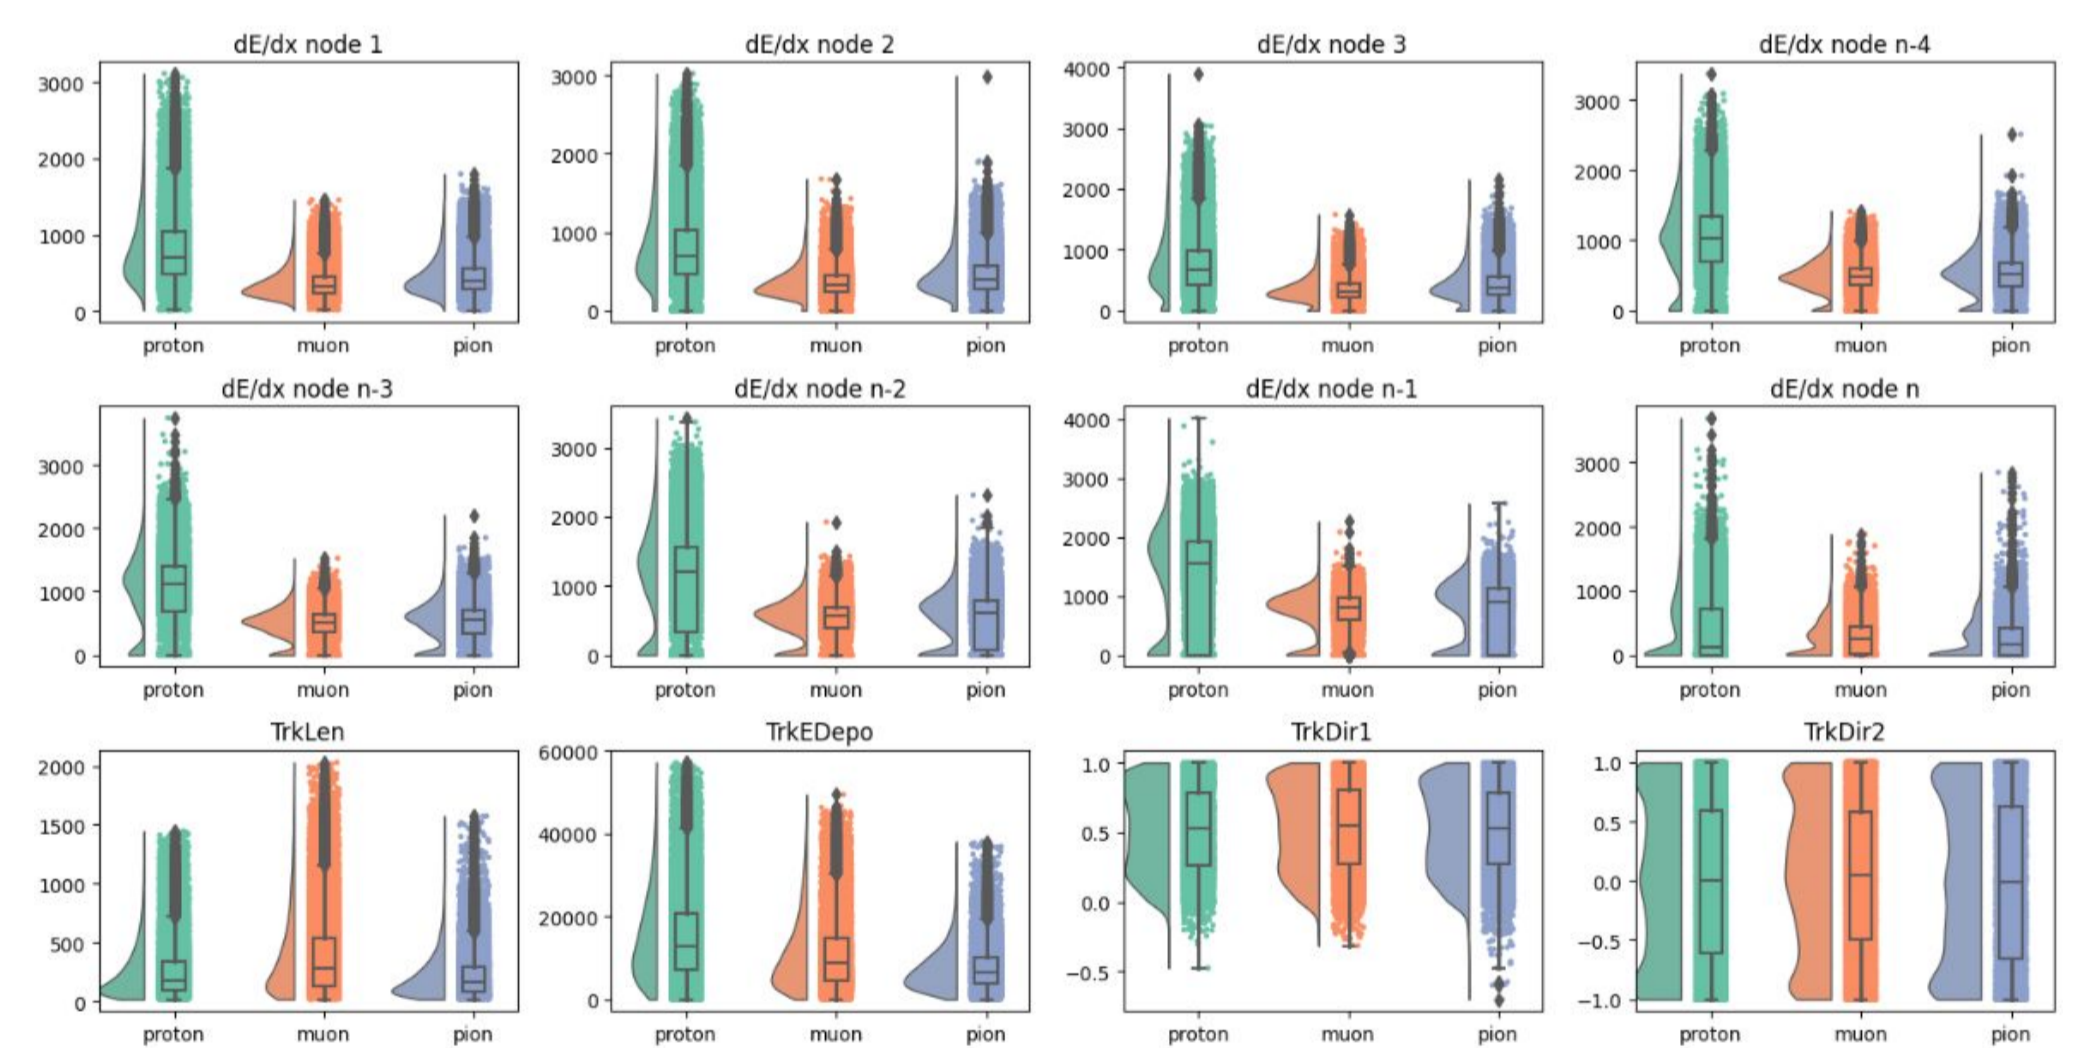 dE/dx node 1
3000
2000
1000
0
proton muon pion
dE/dx node 2
3000
2000
1000
0
proton muon pion
dE/dx node 3
4000
3000
2000
1000
0
proton muon pion
dE/dx node n-4
3000
2000
1000
0
proton muon pion
dE/dx node n-3
3000
2000
1000
0
proton muon pion
dE/dx node n-2
3000
2000
1000
0
proton muon pion
dE/dx node n-1
4000
3000
2000
1000
0
proton muon pion
dE/dx node n
3000
2000
1000
0
proton muon pion
TrkLen
2000
1500
1000
500
0
proton muon pion
TrkEDepo
60000
40000
20000
0
proton muon pion
TrkDir1
1.0
0.5
0.0
−0.5
proton muon pion
TrkDir2
1.0
0.5
0.0
−0.5
−1.0
proton muon pion